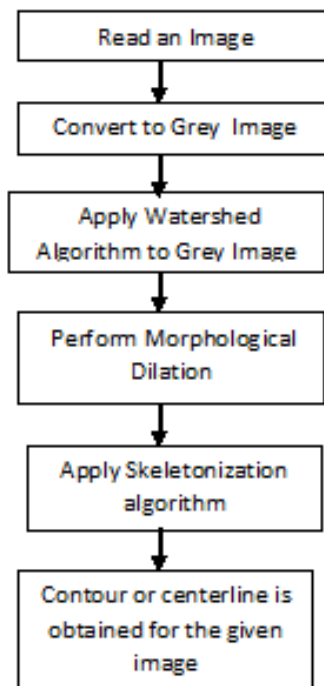 Read an Image
Convert to Grey Image
Apply Watershed
Algorithm to Grey Image
Perform Morphological
Dilation
Apply Skeletonization
algorithm
Contour or centerline is
obtained for the given
image